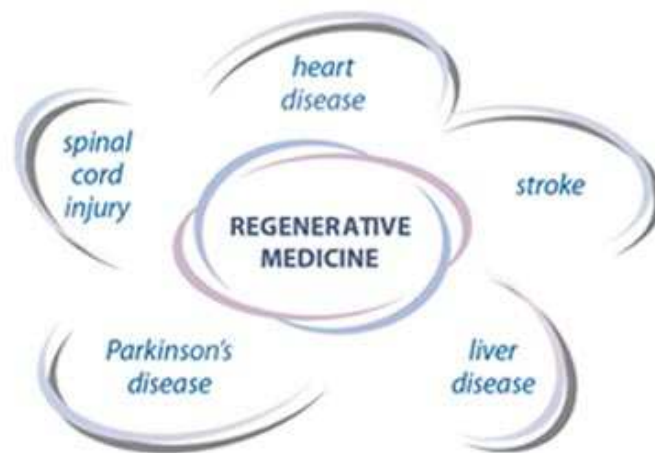 heart
disease
spinal
cord
injury
stroke
REGENERATIVE
MEDICINE
Parkinson's
disease
liver
disease